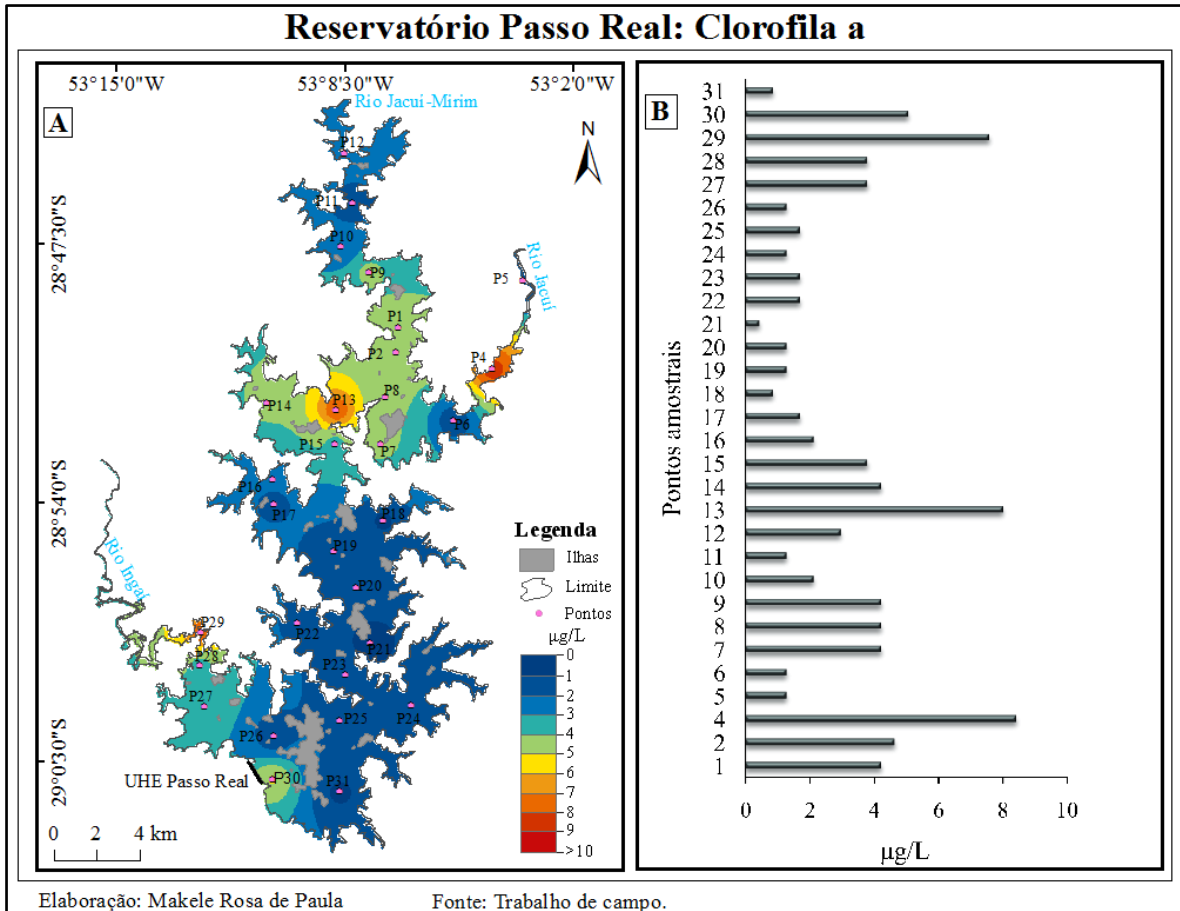 Reservatório Passo Real: Clorofila a
53°15'0"W 53°8'30"W 53°2'0"W
A
Rio Jacuí-Mirim
N
P12
P11
28°47'30"S
P10
P9
P5
Rio Jacuí
P1
P2
P4
P8
P14
P13
P6
P15
P7
28°54'0"S
P16
P17
P18
P19
Rio Ingaí
P20
P29
P22
P21
P28
P23
P27
P25
P24
P26
29°0'30"S
UHE Passo Real
P30
P31
0 2 4 km
Legenda
Ilhas
Limite
Pontos
µg/L
0
1
2
3
4
5
6
7
8
9
>10
B
Pontos amostrais
31
30
29
28
27
26
25
24
23
22
21
20
19
18
17
16
15
14
13
12
11
10
9
8
7
6
5
4
2
1
0 2 4 6 8 10
µg/L
Elaboração: Makele Rosa de Paula Fonte: Trabalho de campo.